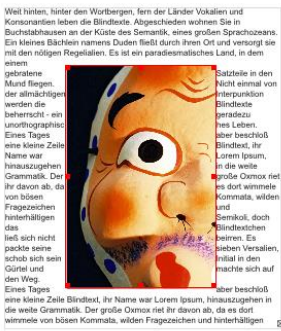 Weit hinten, hinter den Wortbergen, fern der Länder Vokalien und
Konsonantien leben die Blindtexte. Abgeschieden wohnen Sie in
Buchstabhausen an der Küste des Semantik, eines großen Sprachozeans.
Ein kleines Bächlein namens Duden fließt durch ihren Ort und versorgt sie
mit den nötigen Regelialien. Es ist ein paradiesmatisches Land, in dem
einem
gebratene Satzteile in den
Mund fliegen. Nicht einmal von
der allmächtigen Interpunktion
werden die Blindtexte
beherrscht - ein geradezu
unorthographisc hes Leben.
Eines Tages aber beschloß
eine kleine Zeile Blindtext, ihr
Name war Lorem Ipsum,
hinauszugehen in die weite
Grammatik. Der große Oxmox riet
ihr davon ab, da es dort wimmele
von bösen Kommata, wilden
Fragezeichen und
hinterhältigen Semikoli, doch
das Blindtextchen
ließ sich nicht beirren. Es
packte seine sieben Versalien,
schob sich sein Initial in den
Gürtel und machte sich auf
den Weg.
Eines Tages aber beschloß
eine kleine Zeile Blindtext, ihr Name war Lorem Ipsum, hinauszugehen in
die weite Grammatik. Der große Oxmox riet ihr davon ab, da es dort
wimmele von bösen Kommata, wilden Fragezeichen und hinterhältigen